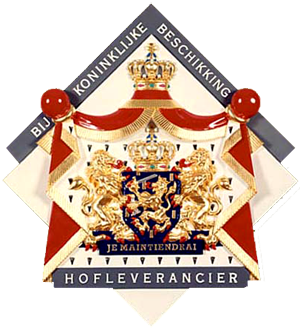 BIJ KONINKLIJKE BESCHIKKING
JE MAINTIENDRAI
HOFLEVERANCIER